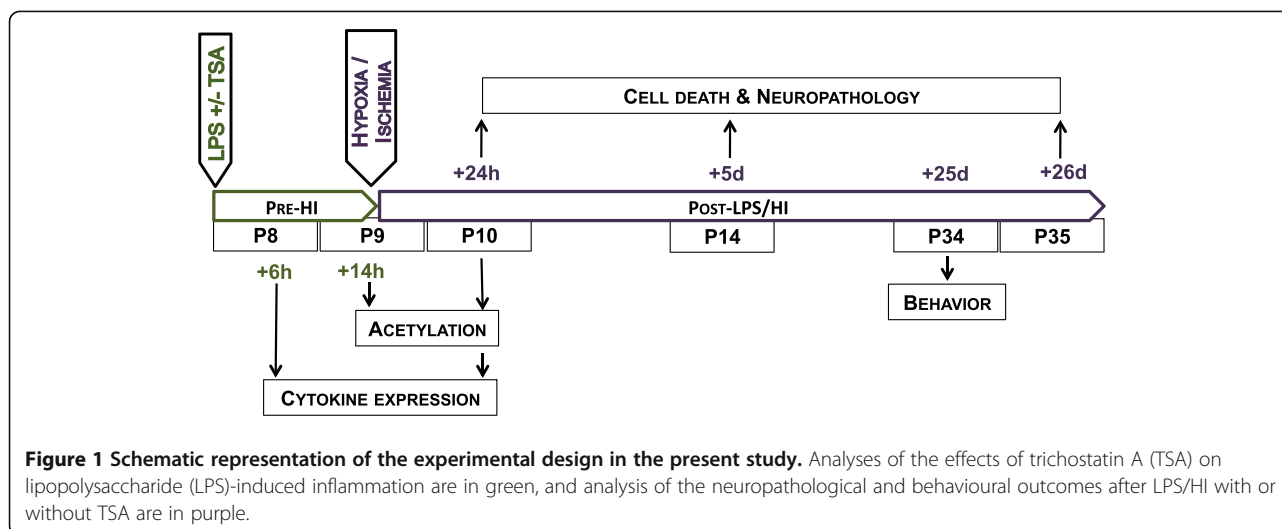 LPS +/- TSA
HYPOXIA /
ISCHEMIA
CELL DEATH & NEUROPATHOLOGY
+24h
+5d
+25d
+26d
PRE-HI
POST-LPS/HI
P8
P9
P10
P14
P34
P35
+6h
+14h
BEHAVIOR
ACETYLATION
CYTOKINE EXPRESSION
Figure 1 Schematic representation of the experimental design in the present study. Analyses of the effects of trichostatin A (TSA) on
lipopolysaccharide (LPS)-induced inflammation are in green, and analysis of the neuropathological and behavioural outcomes after LPS/HI with or
without TSA are in purple.